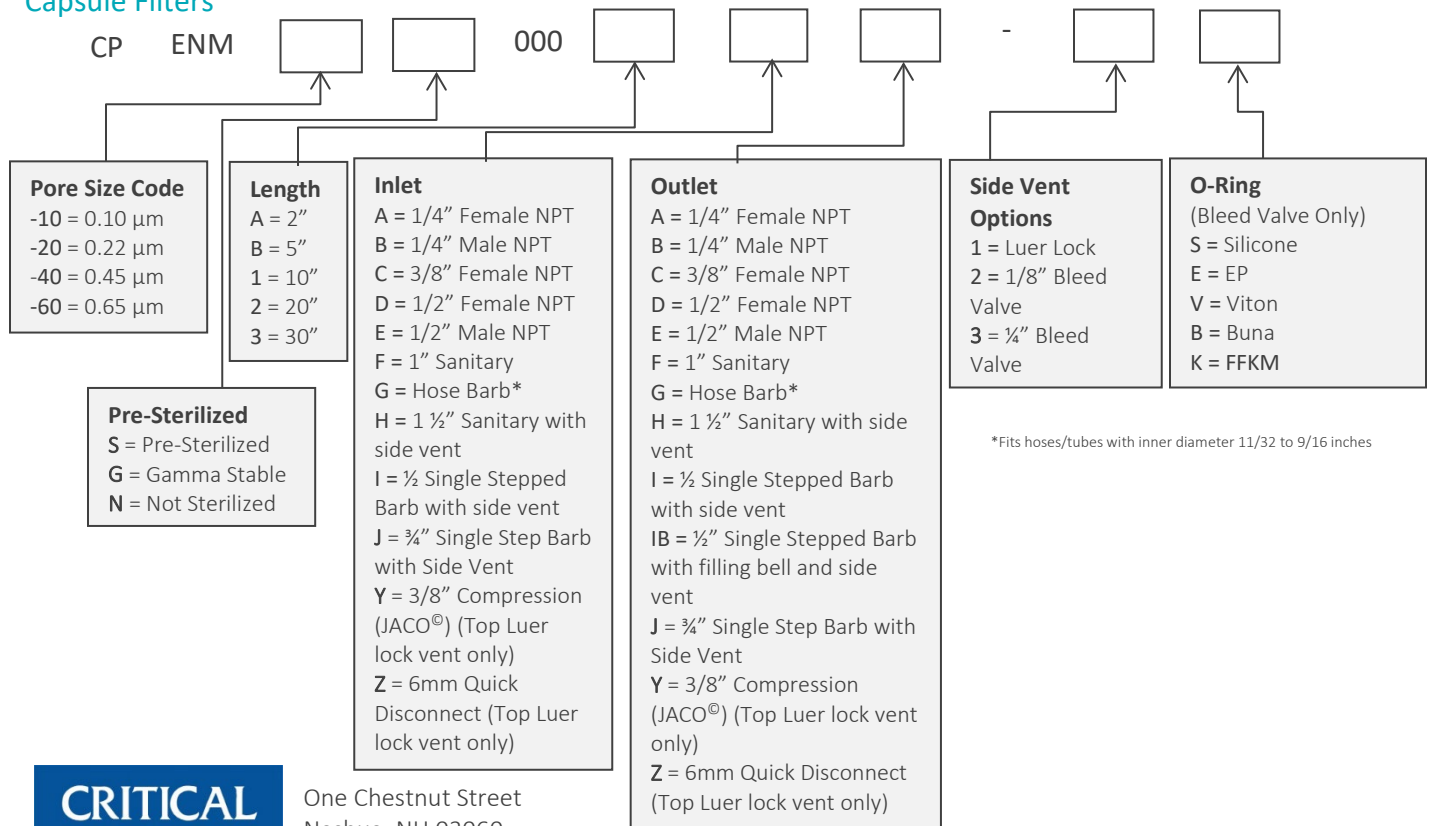 Capsule Filters
CP ENM 000 -
Pore Size Code
-10 = 0.10 µm
-20 = 0.22 µm
-40 = 0.45 µm
-60 = 0.65 µm
Pre-Sterilized
S = Pre-Sterilized
G = Gamma Stable
N = Not Sterilized
Length
A = 2”
B = 5”
1 = 10”
2 = 20”
3 = 30”
Inlet
A = 1/4” Female NPT
B = 1/4” Male NPT
C = 3/8” Female NPT
D = 1/2” Female NPT
E = 1/2” Male NPT
F = 1” Sanitary
G = Hose Barb*
H = 1 ½” Sanitary with
side vent
I = ½ Single Stepped
Barb with side vent
J = ¾” Single Step Barb
with Side Vent
Y = 3/8” Compression
(JACO©) (Top Luer
lock vent only)
Z = 6mm Quick
Disconnect (Top Luer
lock vent only)
Outlet
A = 1/4” Female NPT
B = 1/4” Male NPT
C = 3/8” Female NPT
D = 1/2” Female NPT
E = 1/2” Male NPT
F = 1” Sanitary
G = Hose Barb*
H = 1 ½” Sanitary with side
vent
I = ½ Single Stepped Barb
with side vent
IB = ½” Single Stepped Barb
with filling bell and side
vent
J = ¾” Single Step Barb with
Side Vent
Y = 3/8” Compression
(JACO©) (Top Luer lock vent
only)
Z = 6mm Quick Disconnect
(Top Luer lock vent only)
Side Vent
Options
1 = Luer Lock
2 = 1/8” Bleed
Valve
3 = ¼” Bleed
Valve
O-Ring
(Bleed Valve Only)
S = Silicone
E = EP
V = Viton
B = Buna
K = FFKM
*Fits hoses/tubes with inner diameter 11/32 to 9/16 inches
CRITICAL
One Chestnut Street